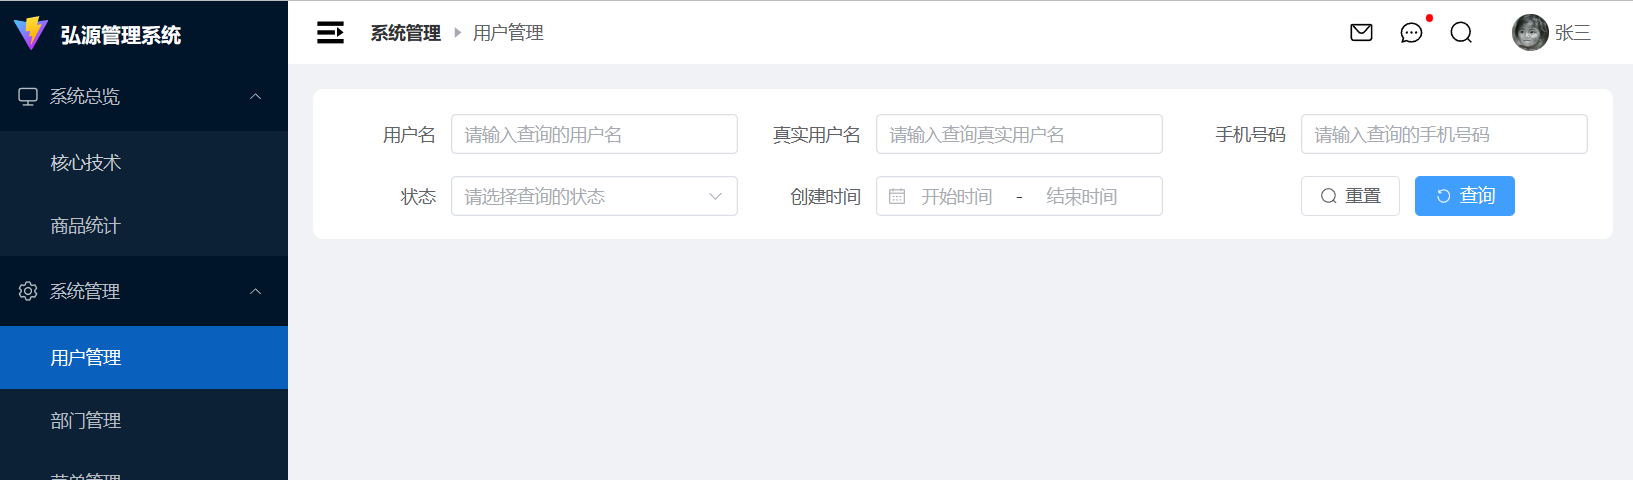 弘源管理系统
系统管理 用户管理
张三
系统总览
核心技术
商品统计
系统管理
用户管理
部门管理
菜单管理
用户名 请输入查询的用户名 真实用户名 请输入查询真实用户名 手机号码 请输入查询的手机号码
状态 请选择查询的状态 创建时间 开始时间 - 结束时间 重置 查询